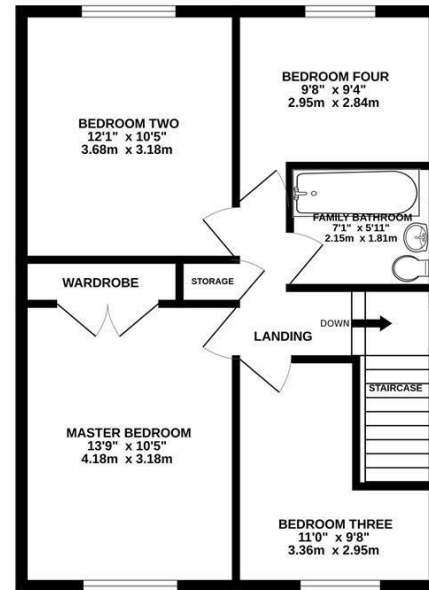 BEDROOM TWO
12'1" x 10'5"
3.68m x 3.18m
BEDROOM FOUR
9'8" x 9'4"
2.95m x 2.84m
FAMILY BATHROOM
7'1" x 5'11"
2.15m x 1.81m
WARDROBE
STORAGE
LANDING
DOWN
STAIRCASE
MASTER BEDROOM
13'9" x 10'5"
4.18m x 3.18m
BEDROOM THREE
11'0" x 9'8"
3.36m x 2.95m